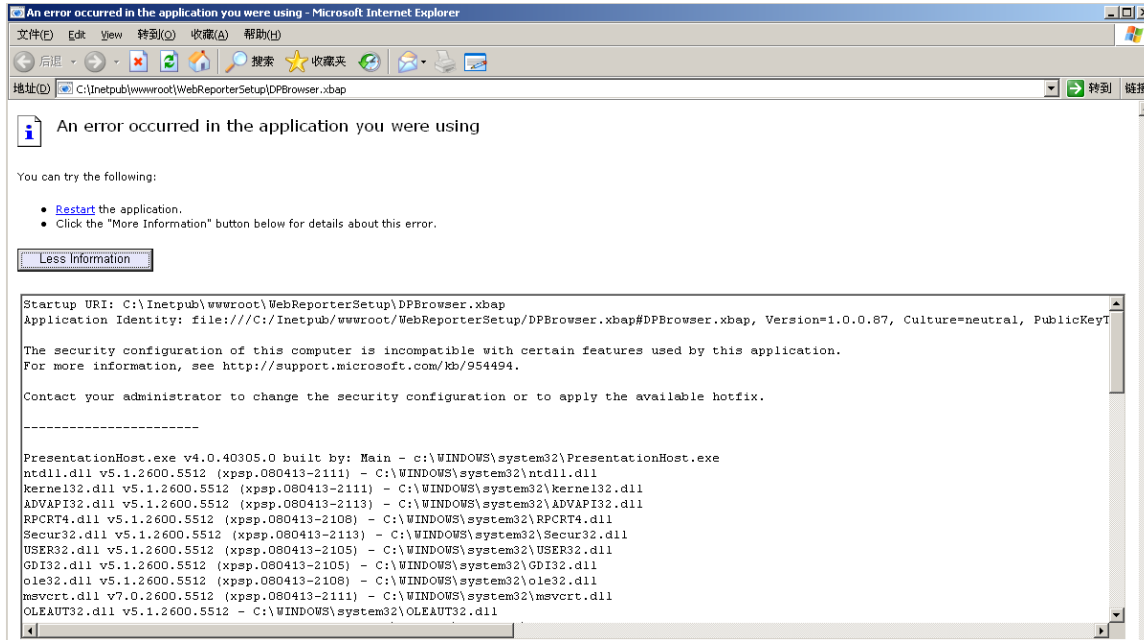 An error occurred in the application you were using - Microsoft Internet Explorer
文件(F) Edit View 转到(O) 收藏(A) 帮助(H)
后退 搜索 收藏夹
地址(D) C:\Inetpub\wwwroot\WebReporterSetup\DPBrowser.xbap 转到 链接
An error occurred in the application you were using
You can try the following:
Restart the application.
Click the "More Information" button below for details about this error.
Less Information
Startup URI: C:\Inetpub\wwwroot\WebReporterSetup\DPBrowser.xbap
Application Identity: file:///C:/Inetpub/wwwroot/WebReporterSetup/DPBrowser.xbap#DPBrowser.xbap, Version=1.0.0.87, Culture=neutral, PublicKeyT
The security configuration of this computer is incompatible with certain features used by this application.
For more information, see http://support.microsoft.com/kb/954494.
Contact your administrator to change the security configuration or to apply the available hotfix.
-----------------------
PresentationHost.exe v4.0.40305.0 built by: Main - c:\WINDOWS\system32\PresentationHost.exe
ntdll.dll v5.1.2600.5512 (xpsp.080413-2111) - C:\WINDOWS\system32\ntdll.dll
kernel32.dll v5.1.2600.5512 (xpsp.080413-2111) - C:\WINDOWS\system32\kernel32.dll
ADVAPI32.dll v5.1.2600.5512 (xpsp.080413-2113) - C:\WINDOWS\system32\ADVAPI32.dll
RPCRT4.dll v5.1.2600.5512 (xpsp.080413-2108) - C:\WINDOWS\system32\RPCRT4.dll
Secur32.dll v5.1.2600.5512 (xpsp.080413-2113) - C:\WINDOWS\system32\Secur32.dll
USER32.dll v5.1.2600.5512 (xpsp.080413-2105) - C:\WINDOWS\system32\USER32.dll
GDI32.dll v5.1.2600.5512 (xpsp.080413-2105) - C:\WINDOWS\system32\GDI32.dll
ole32.dll v5.1.2600.5512 (xpsp.080413-2108) - C:\WINDOWS\system32\ole32.dll
msvcrt.dll v7.0.2600.5512 (xpsp.080413-2111) - C:\WINDOWS\system32\msvcrt.dll
OLEAUT32.dll v5.1.2600.5512 - C:\WINDOWS\system32\OLEAUT32.dll